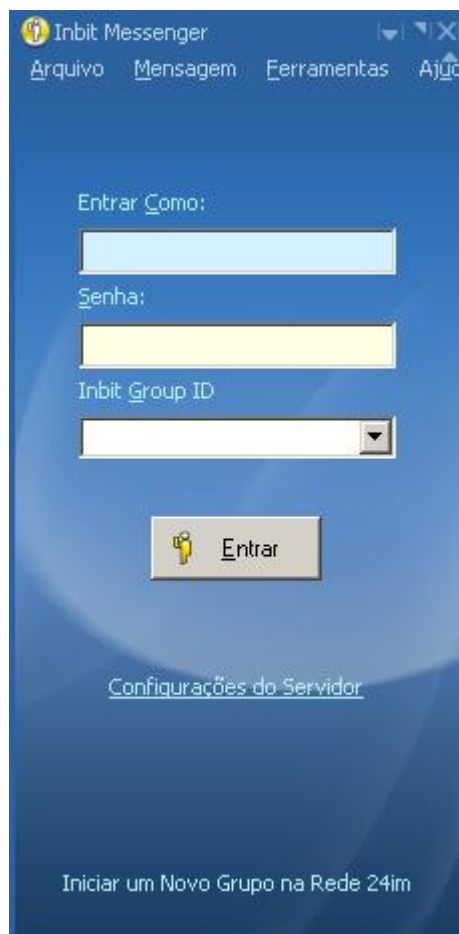 Inbit Messenger
Arquivo Mensagem Ferramentas
Entrar Como:
Senha:
Inbit Group ID
Entrar
Configurações do Servidor
Iniciar um Novo Grupo na Rede 24im